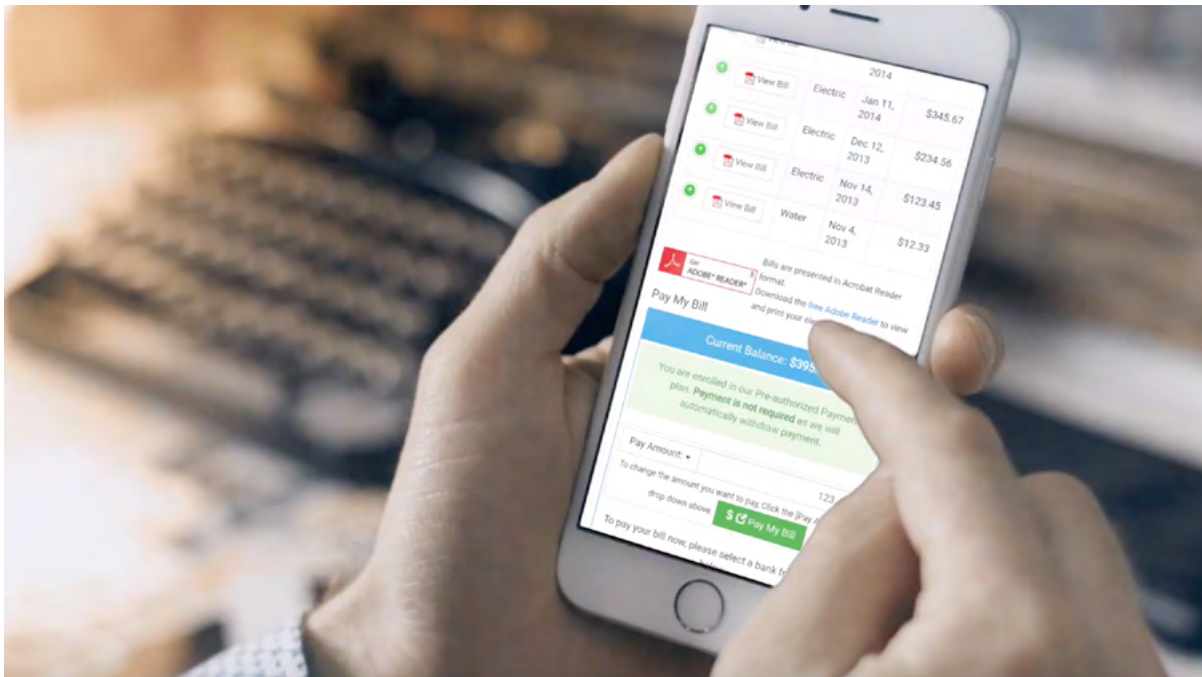 2014
View Bill
Electric
Jan 11,
2014
$345.67
View Bill
Electric
Dec 12,
2013
$234.56
View Bill
Electric
Nov 14,
2013
$123.45
View Bill
Water
Nov 4,
2013
$12.33
Get
ADOBE® READER®
Bills are presented in Acrobat Reader
format.
Download the free Adobe Reader to view
and print your
Pay My Bill
Current Balance: $395
You are enrolled in our Pre-authorized Payment
plan. Payment is not required as we will
automatically withdraw payment.
Pay Amount:
123
To change the amount you want to pay, Click the [Pay
drop down above
$ Pay My Bill
To pay your bill now, please select a bank